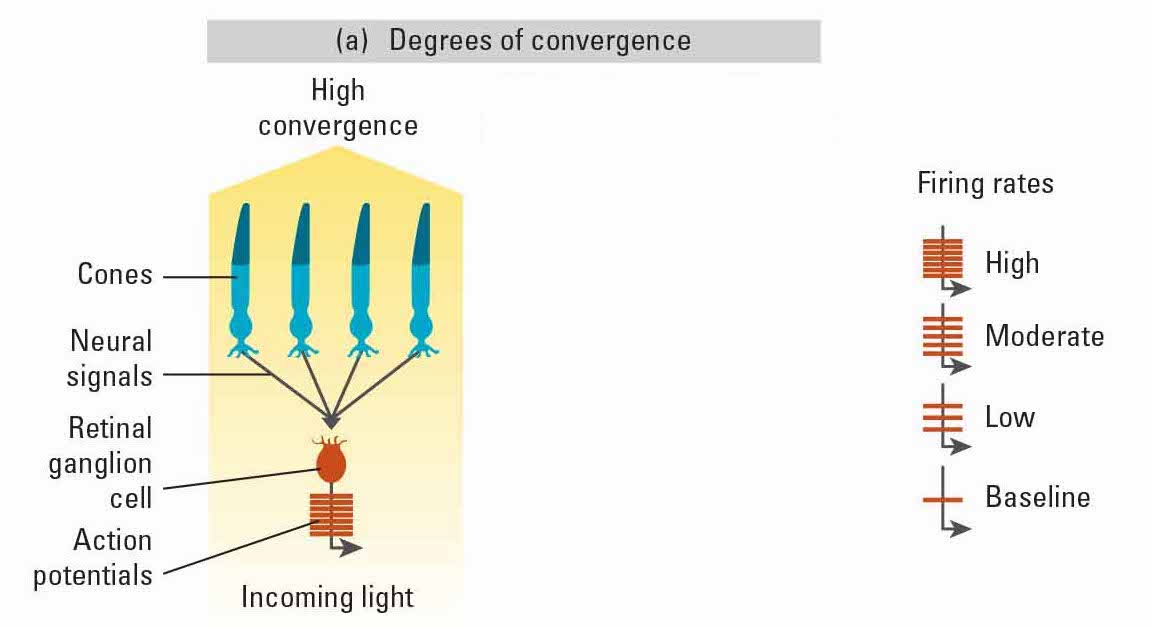 (a) Degrees of convergence
High
convergence
Cones
Neural
signals
Retinal
ganglion
cell
Action
potentials
Incoming light
Firing rates
High
Moderate
Low
Baseline